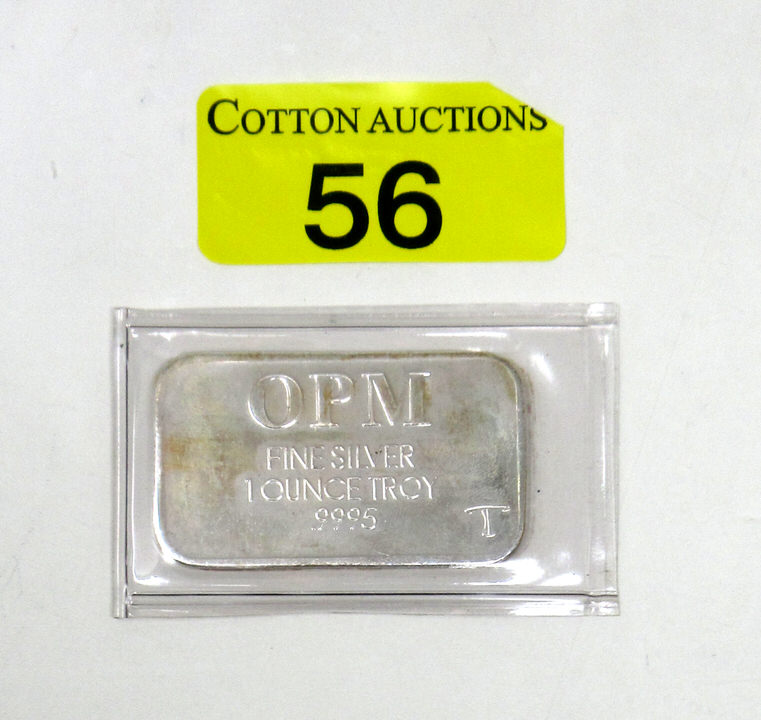 COTTON AUCTIONS
56
OPM
FINE SILVER
1 OUNCE TROY
.9995
T